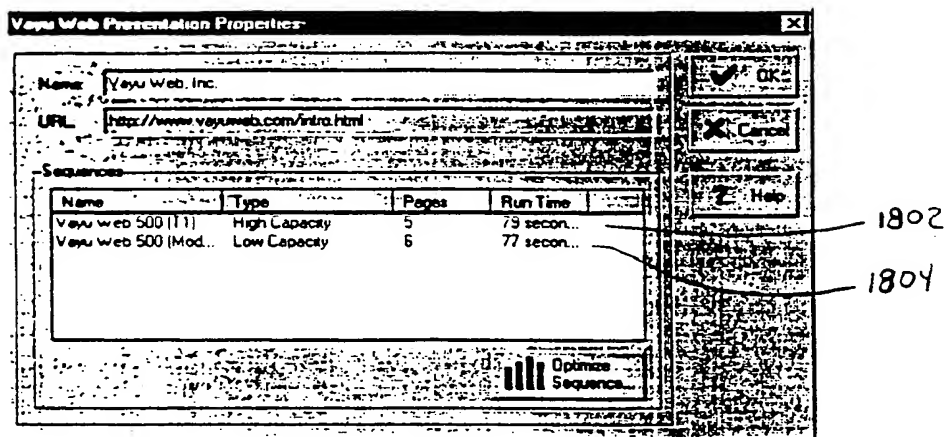 Vayu Web Presentation Properties
Name: Vayu Web, Inc.
OK
URL: http://www.vayuweb.com/intro.html
Cancel
Sequences
Help
Name Type Pages Run Time
Vayu Web 500 (T1) High Capacity 5 79 secon...
Vayu Web 500 (Mod... Low Capacity 6 77 secon...
1802
1804
Optimize
Sequence...